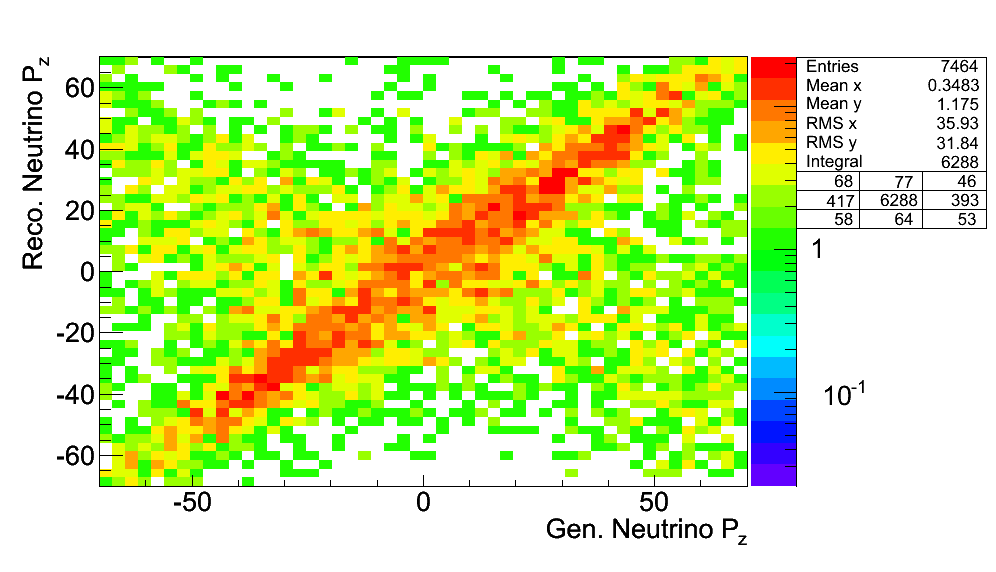 Reco. Neutrino P_z
60
40
20
0
-20
-40
-60
-50 0 50
Gen. Neutrino P_z
Entries 7464
Mean x 0.3483
Mean y 1.175
RMS x 35.93
RMS y 31.84
Integral 6288
68 77 46
417 6288 393
58 64 53
1
10^-1